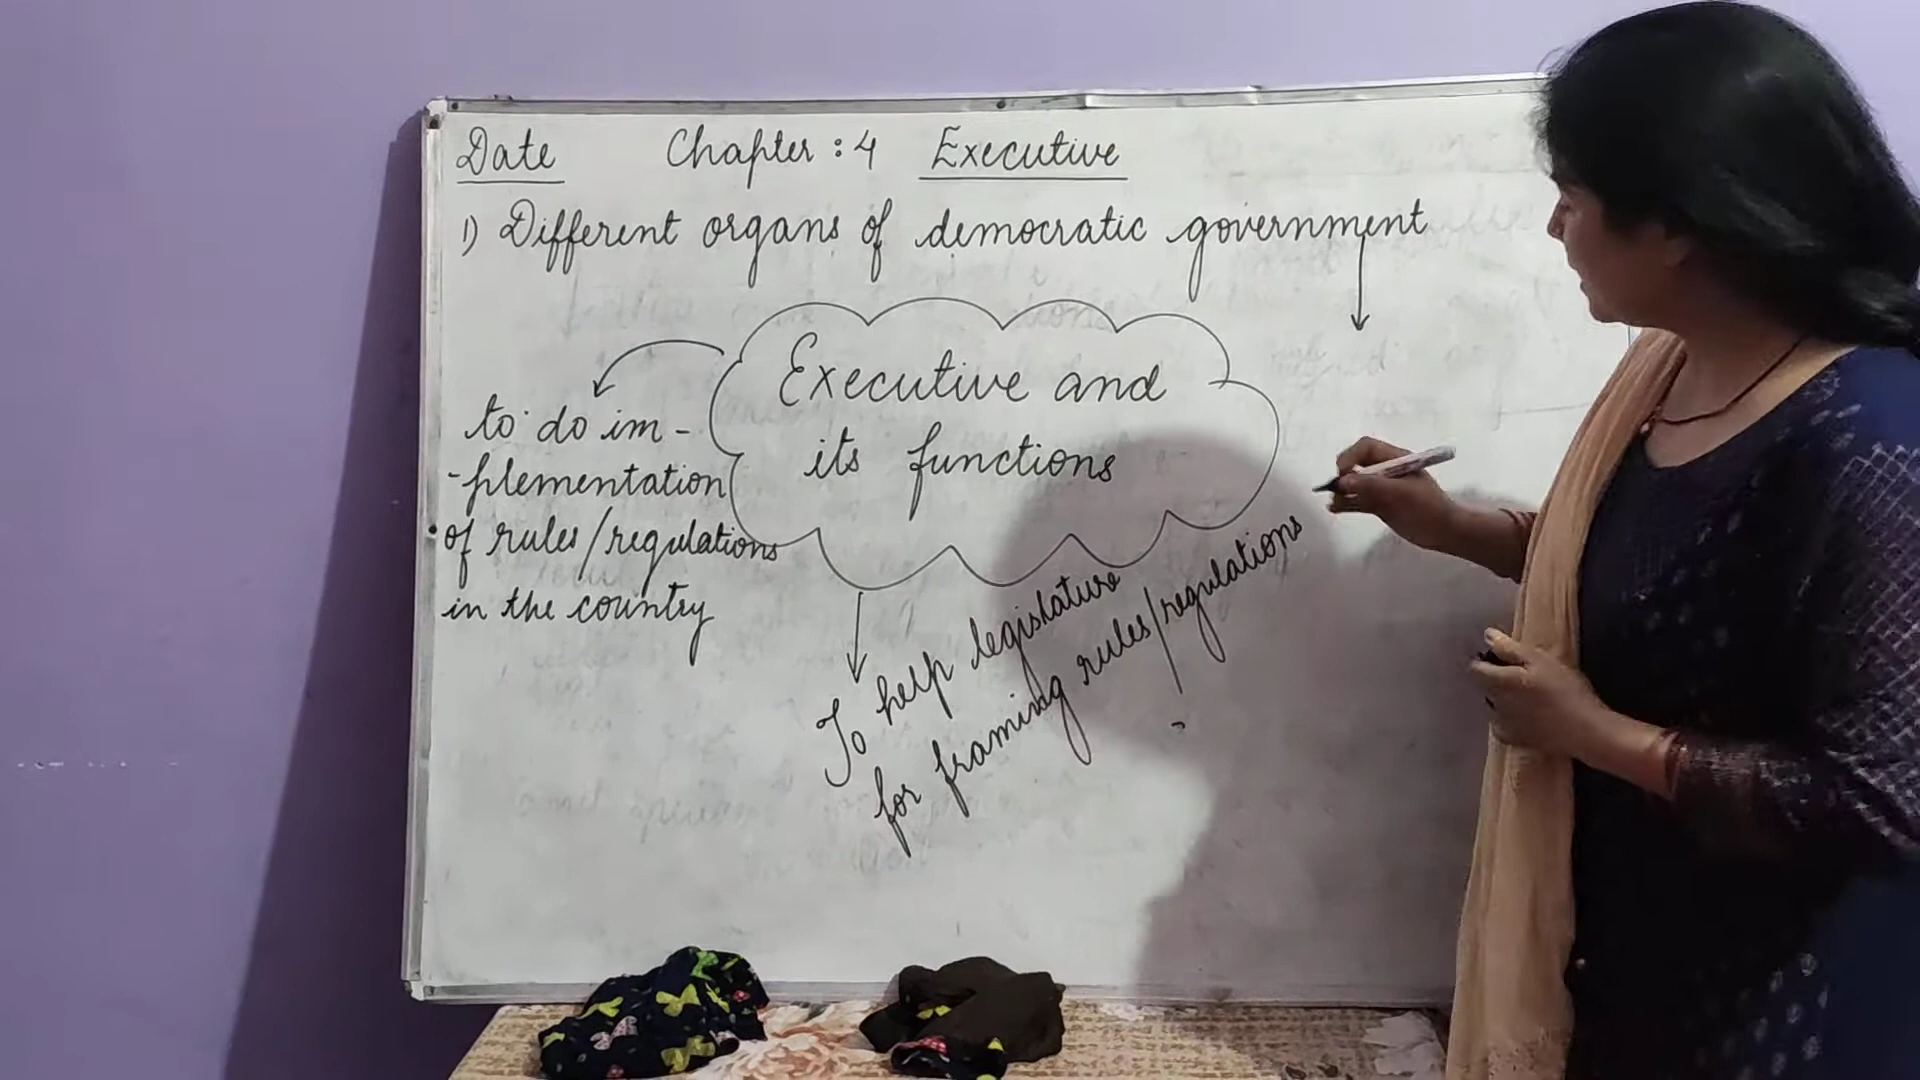 Date Chapter : 4 Executive
1) Different organs of democratic government
Executive and
its functions
to do im -
- plementation
of rules/regulations
in the country
To help legislature
for framing rules/regulations